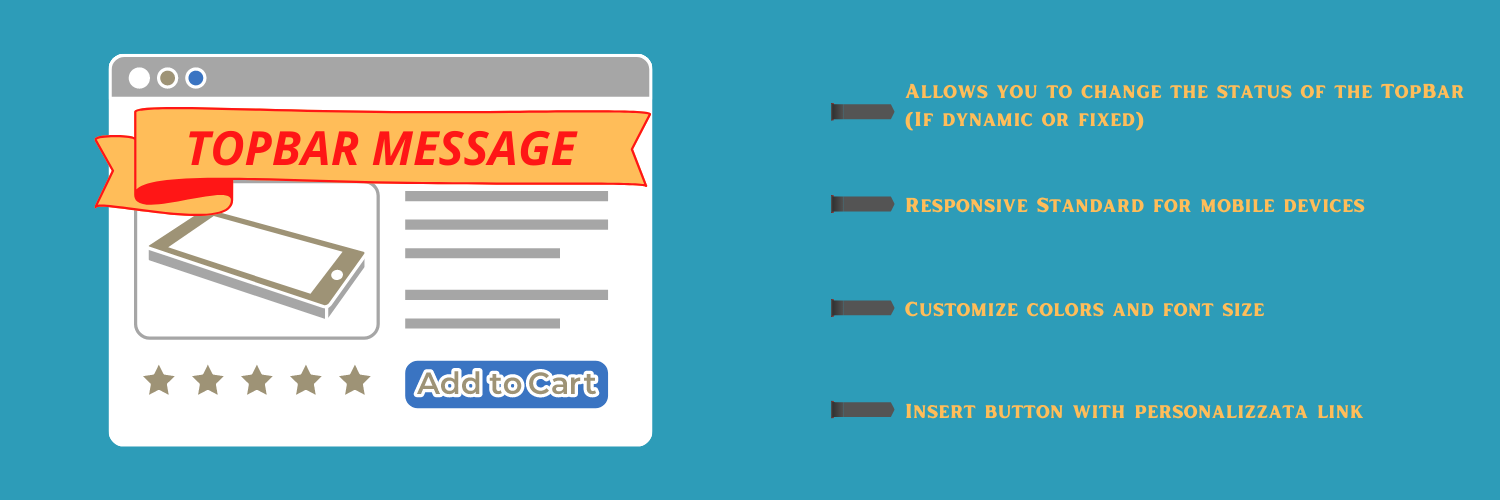 TOPBAR MESSAGE
Add to Cart
Allows you to change the status of the TopBar
(If dynamic or fixed)
Responsive Standard for mobile devices
Customize colors and font size
Insert button with personalizzata link